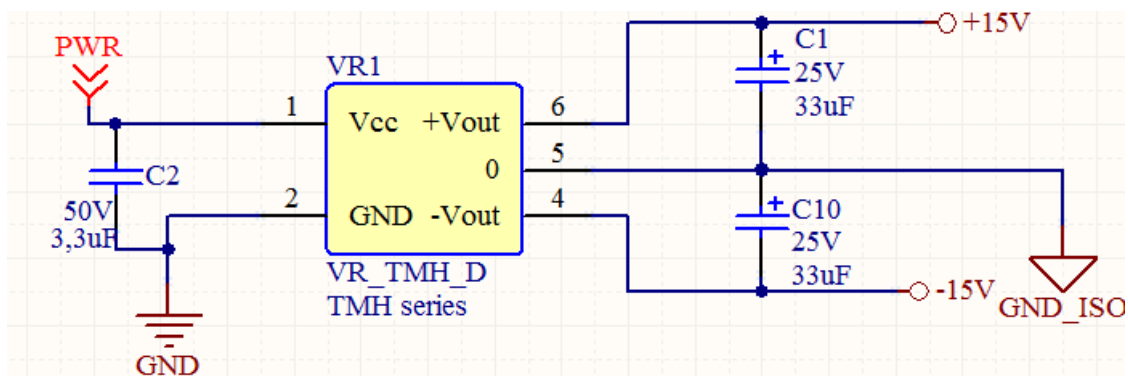 PWR
VR1
1
Vcc
+Vout
6
0
5
2
GND
-Vout
4
VR_TMH_D
TMH series
C2
50V
3,3uF
GND
+15V
C1
25V
33uF
C10
25V
33uF
-15V
GND_ISO